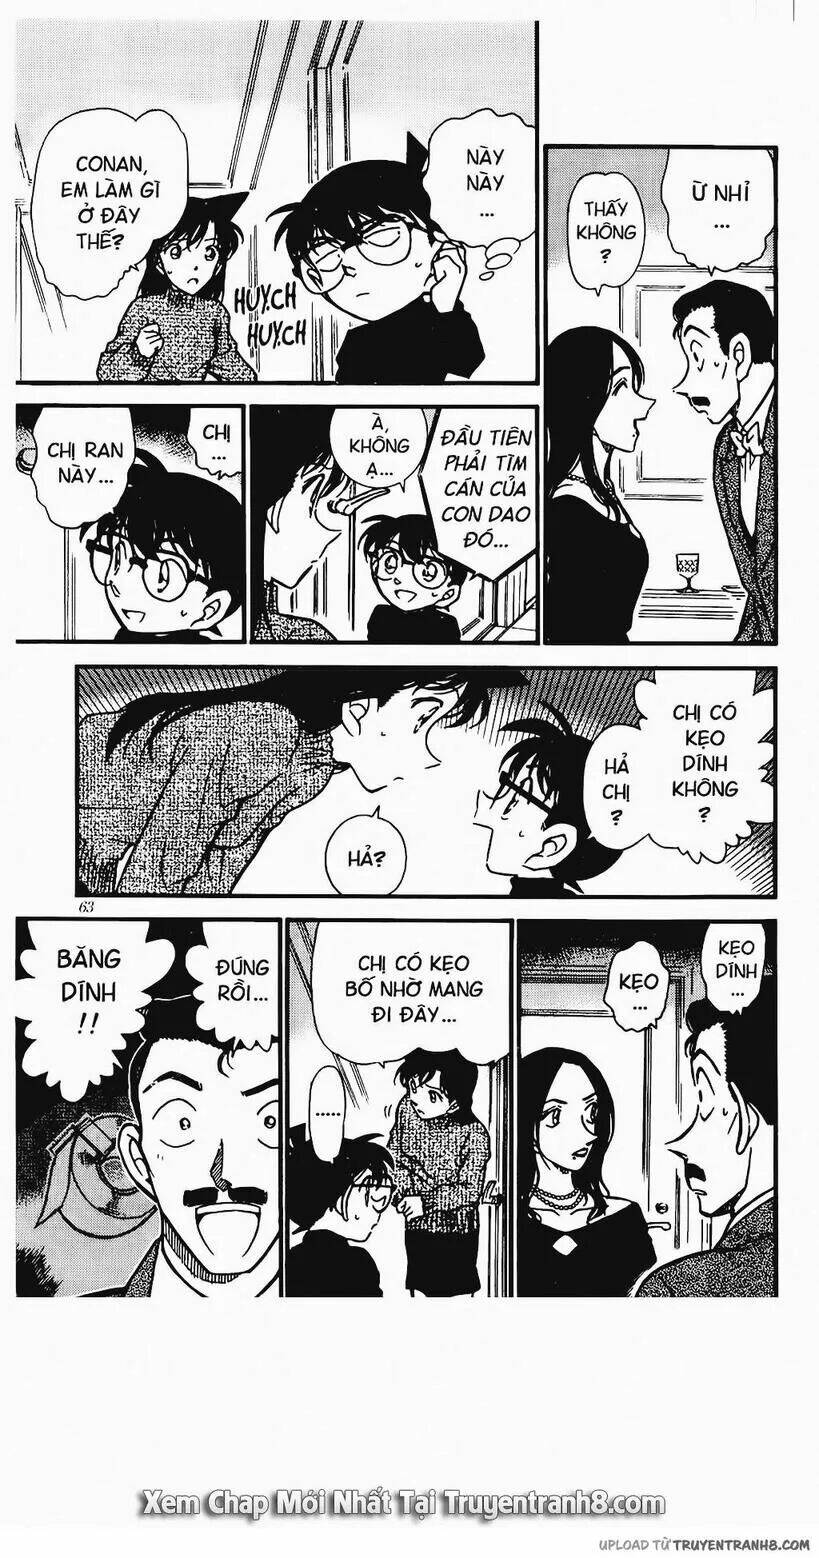 Ừ NHỈ
...
THẤY
KHÔNG
?
NÀY
NÀY
...
CONAN,
EM LÀM GÌ
Ở ĐÂY
THẾ?
HUỴCH
HUỴCH
ĐẦU TIÊN
PHẢI TÌM
CÁN CỦA
CON DAO
ĐÓ...
À,
KHÔNG
Ạ...
CHỊ
...
CHỊ RAN
NÀY...
CHỊ CÓ
KẸO
DÍNH
KHÔNG
?
HẢ
CHỊ
?
HẢ?
63
KẸO
DÍNH
...
KẸO
...
CHỊ CÓ KẸO
BỐ NHỜ MANG
ĐI ĐÂY...
......
ĐÚNG
RỒI...
BĂNG
DÍNH
!!
Xem Chap Mới Nhất Tại Truyentranh8.com
UPLOAD TỪ TRUYENTRANH8.COM